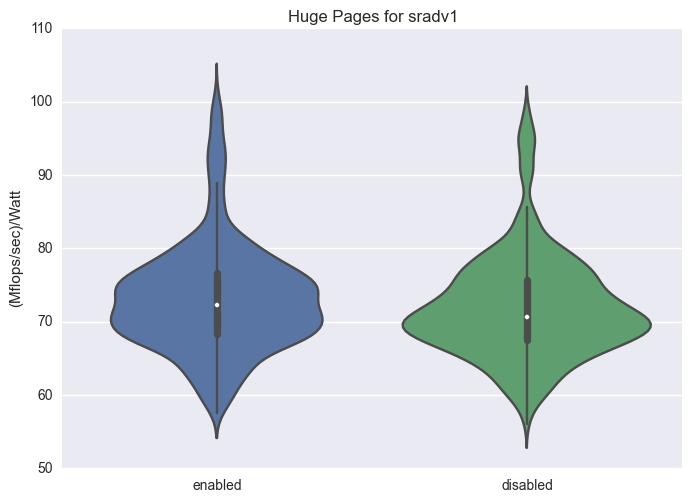 Huge Pages for sradv1
(Mflops/sec)/Watt
110
100
90
80
70
60
50
enabled
disabled